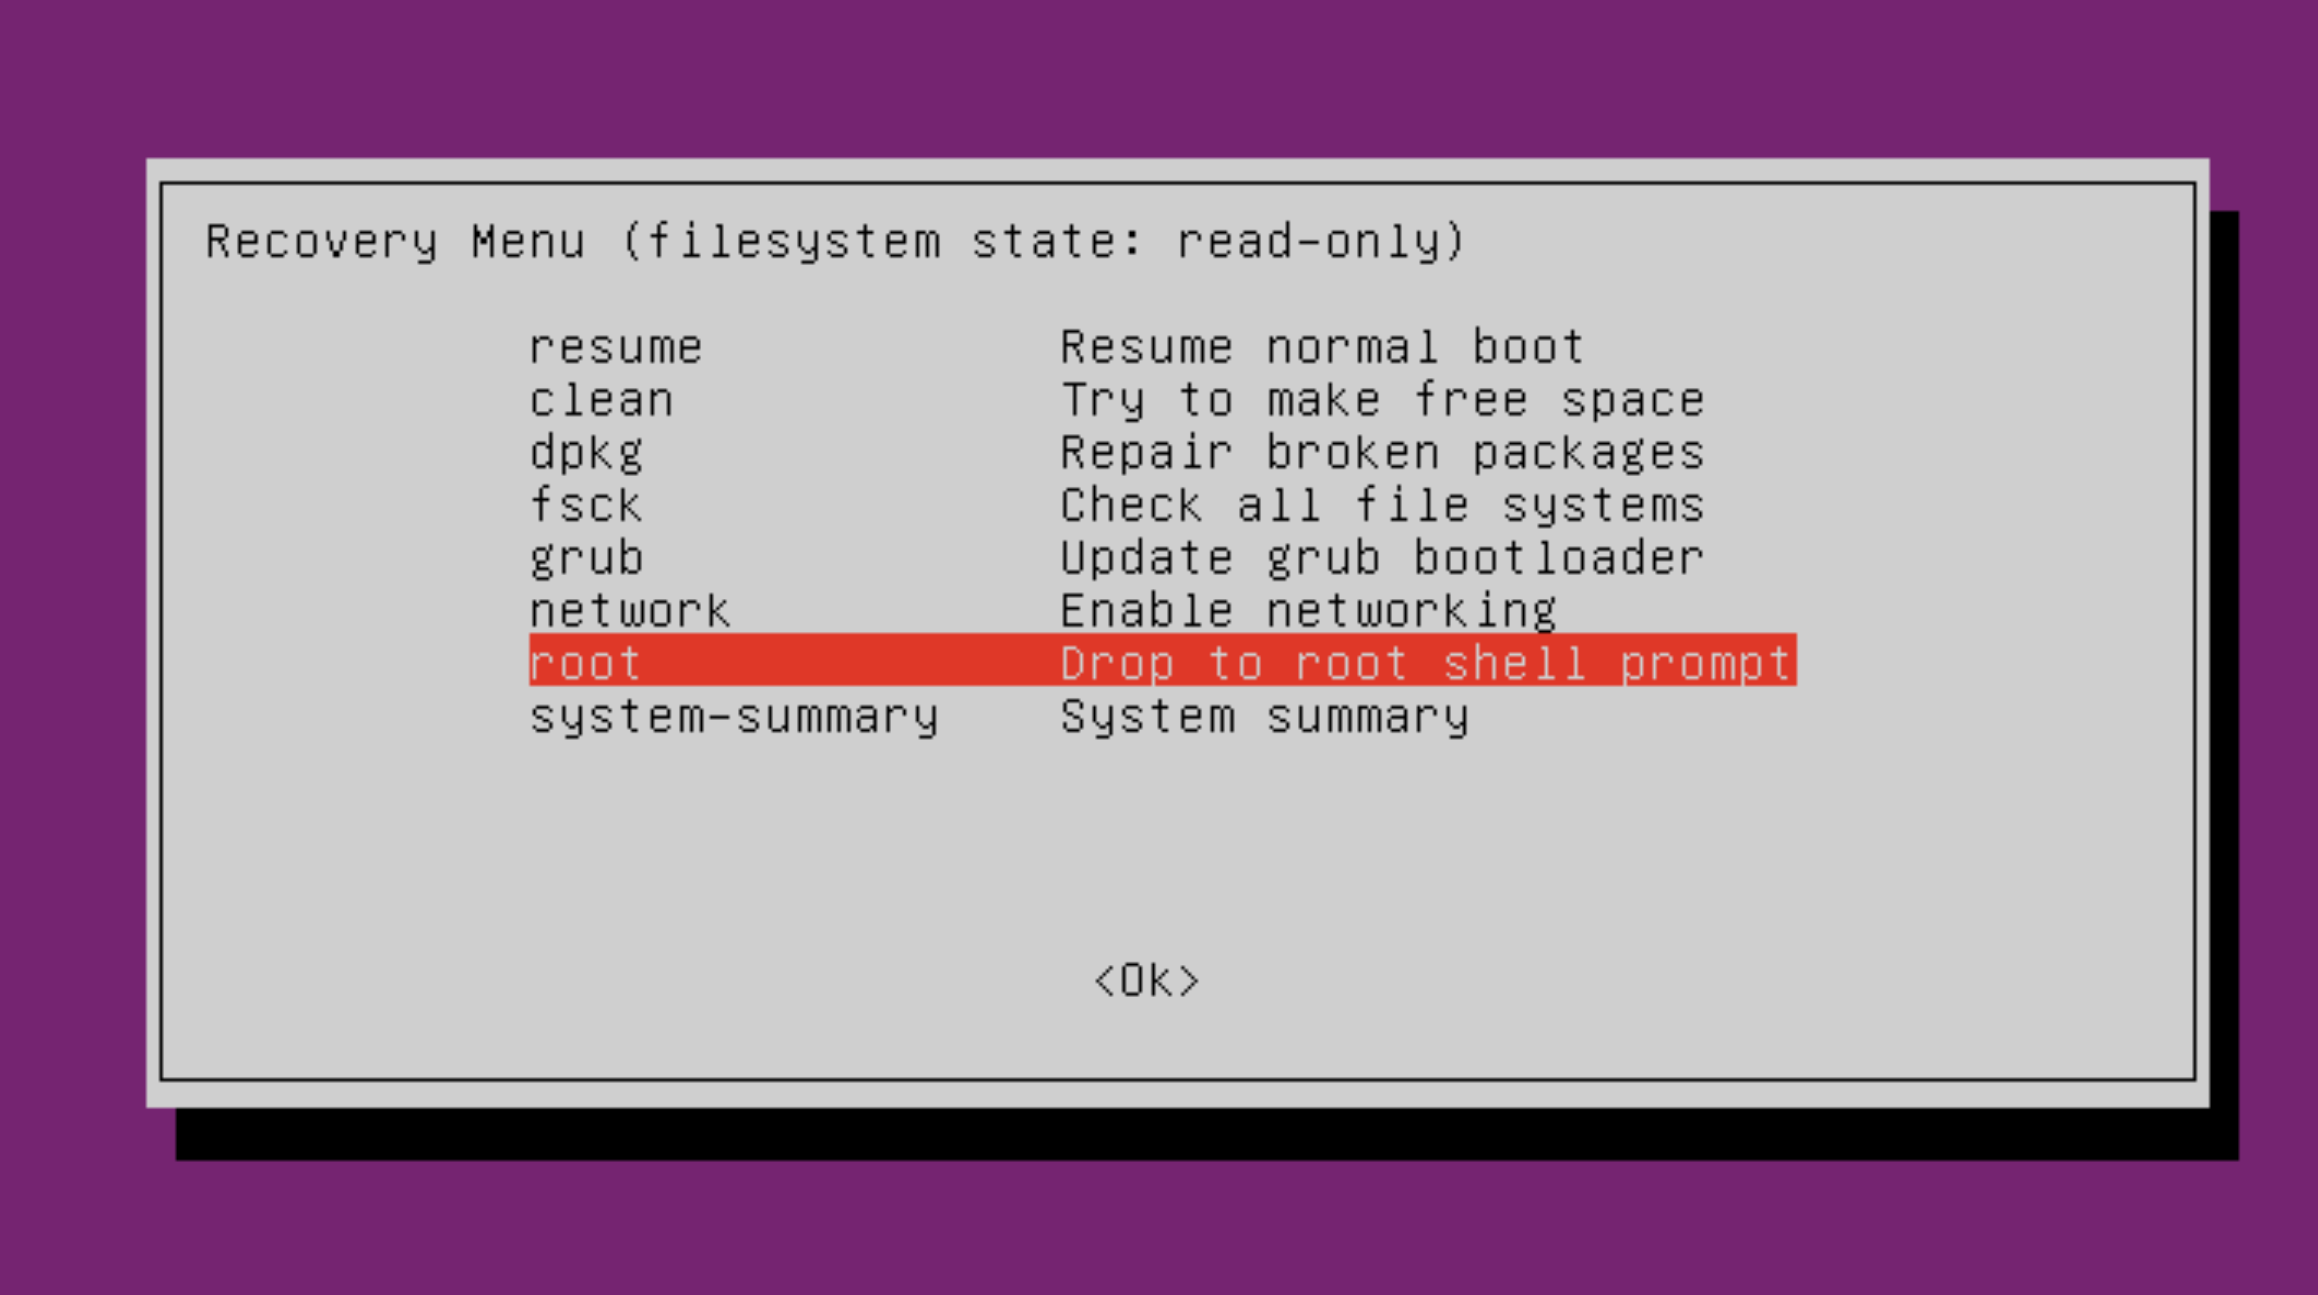 Recovery Menu (filesystem state: read-only)
resume Resume normal boot
clean Try to make free space
dpkg Repair broken packages
fsck Check all file systems
grub Update grub bootloader
network Enable networking
root Drop to root shell prompt
system-summary System summary
<Ok>